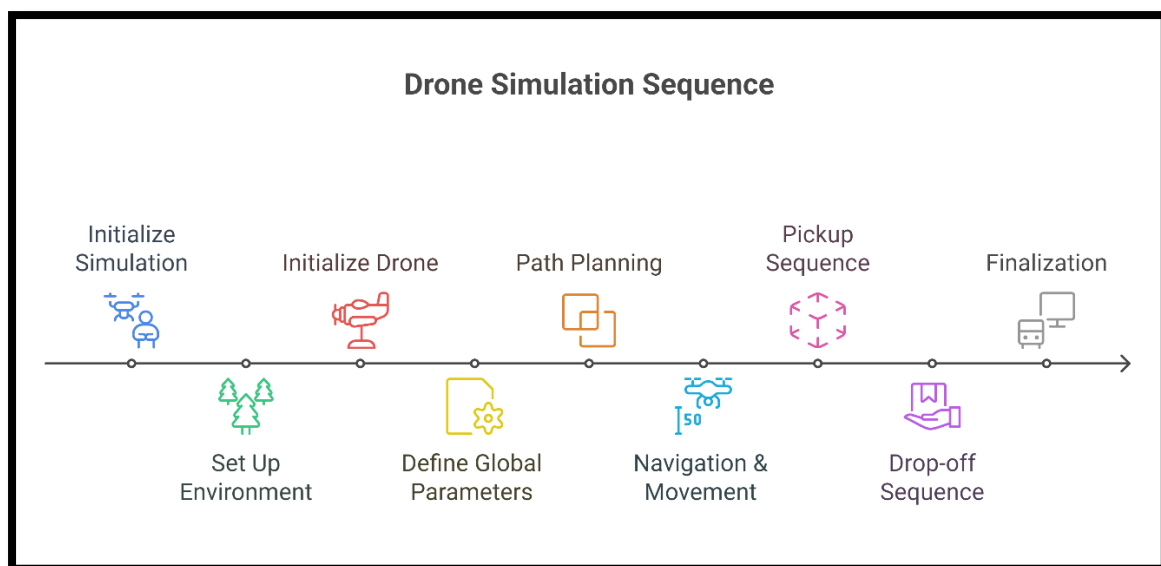 Drone Simulation Sequence
Initialize
Simulation
Set Up
Environment
Initialize Drone
Define Global
Parameters
Path Planning
50
Navigation &
Movement
Pickup
Sequence
Drop-off
Sequence
Finalization